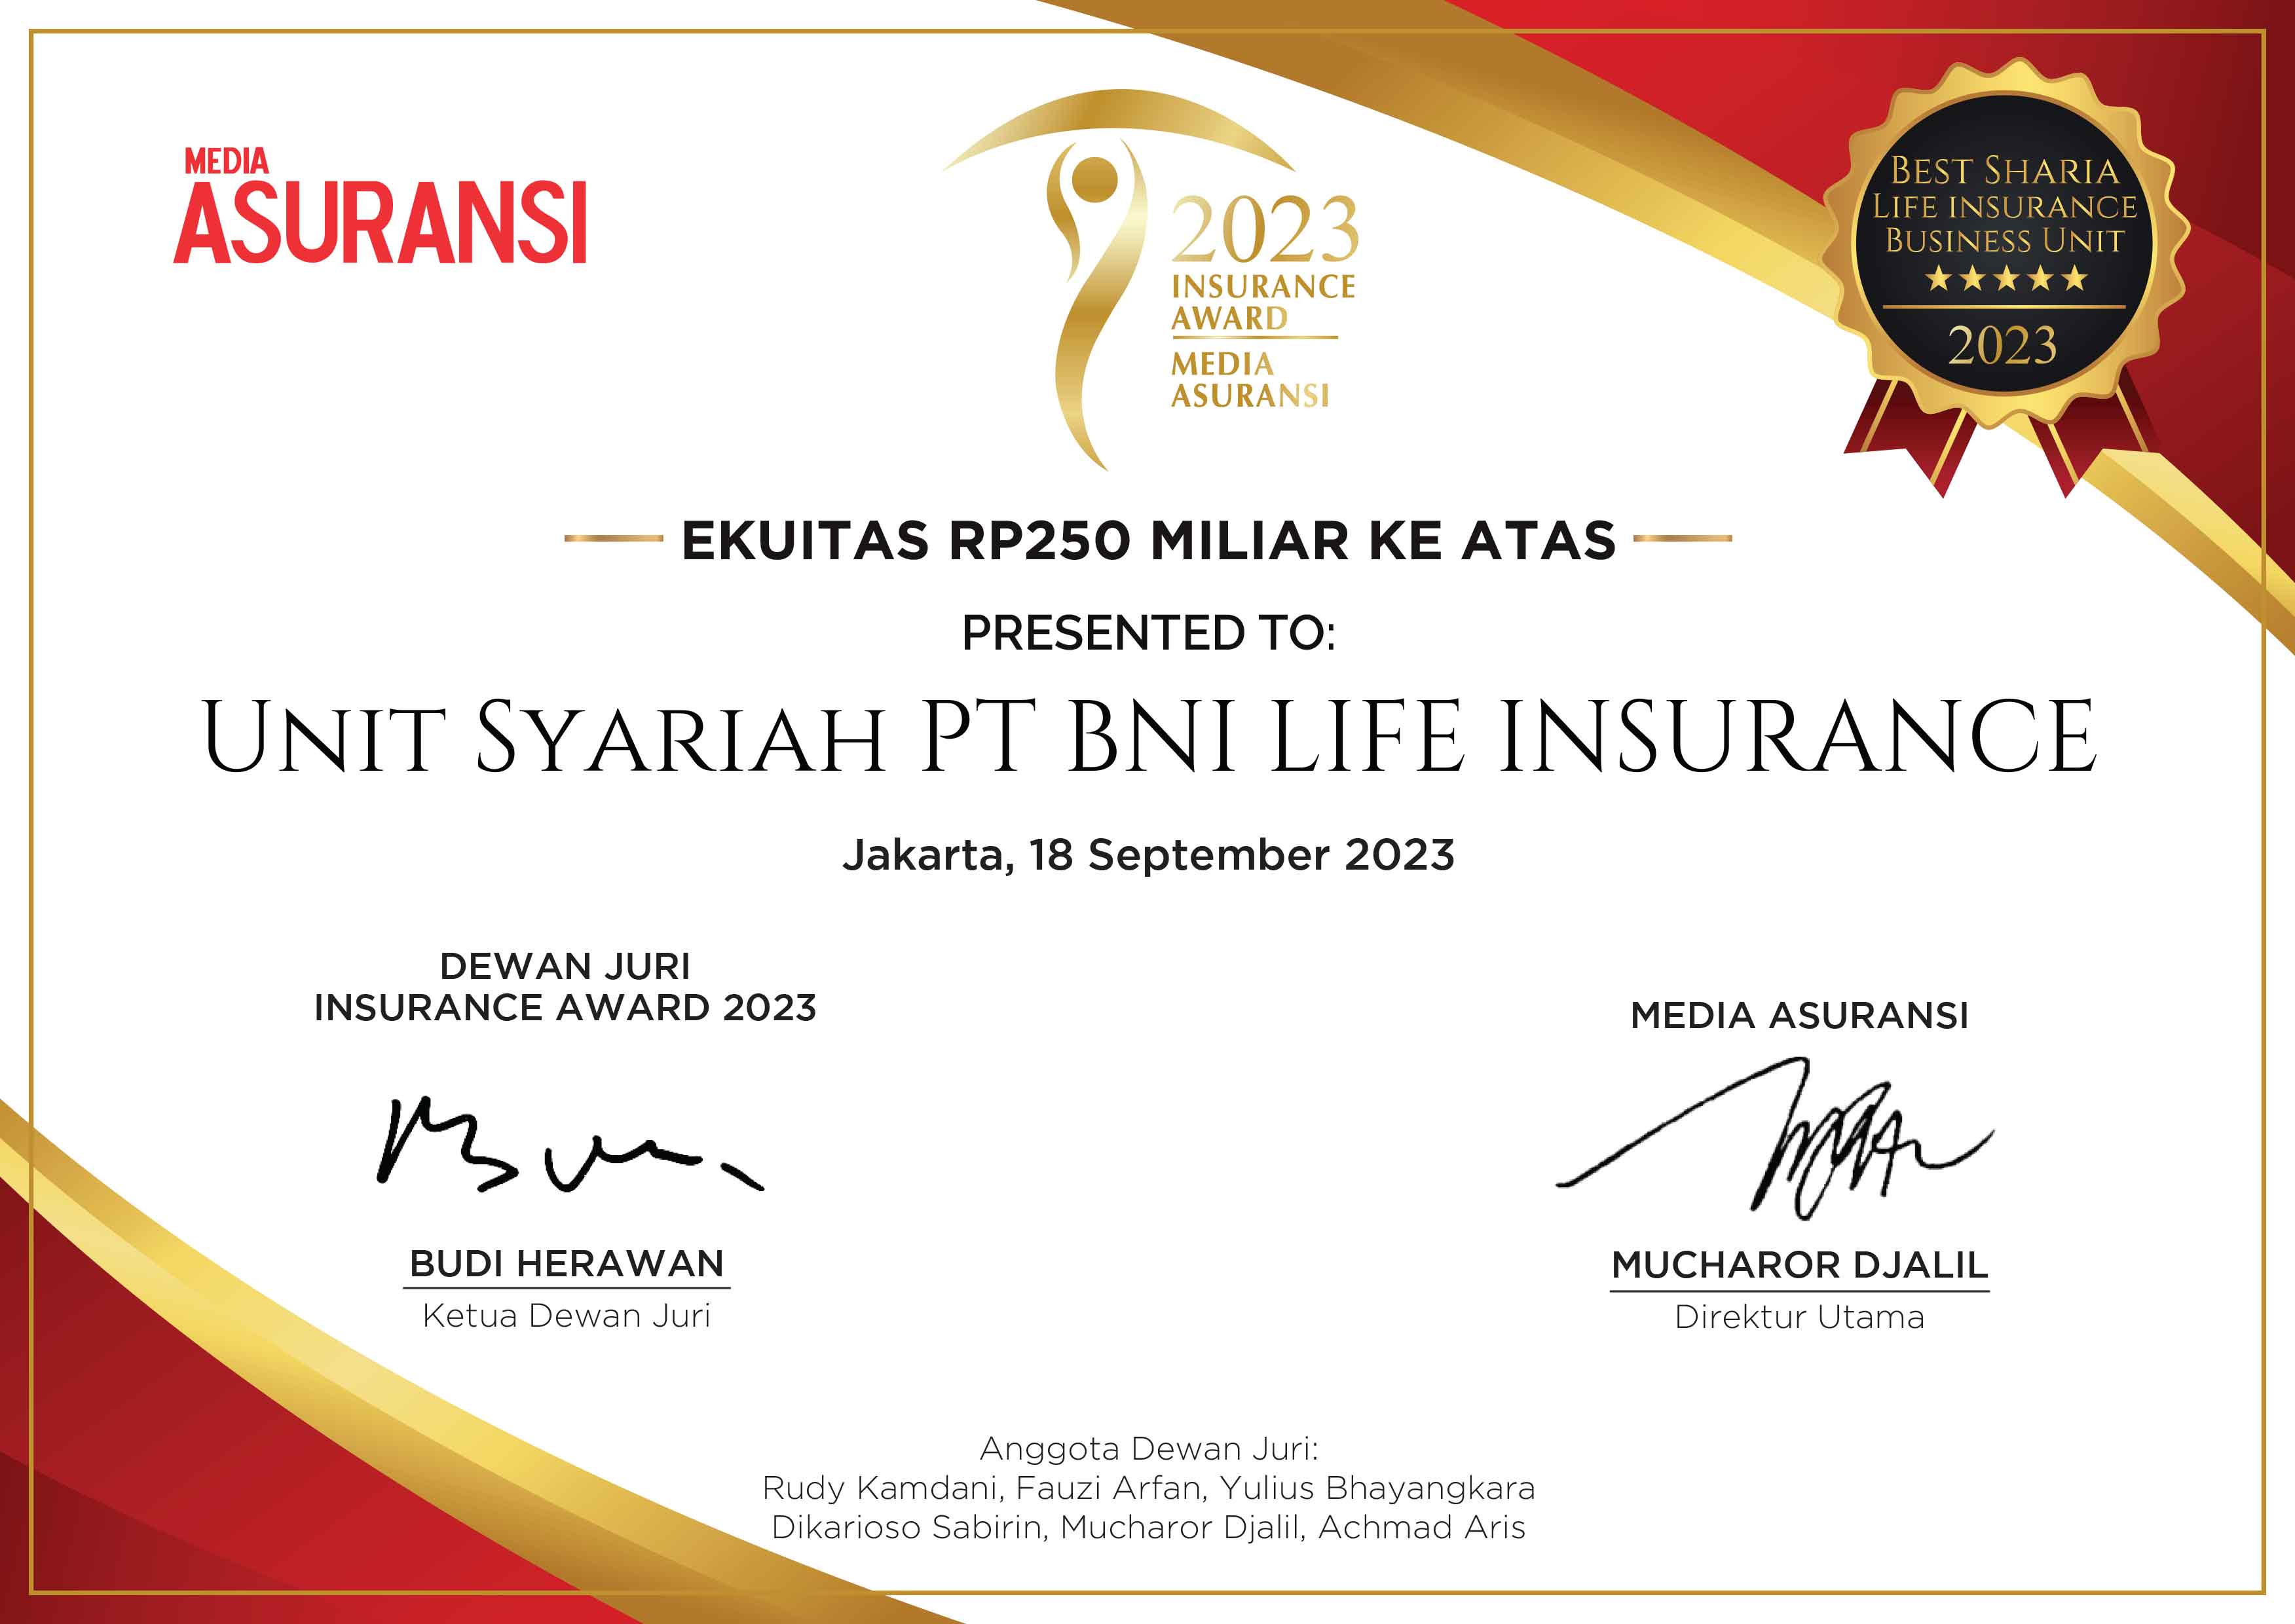 MEDIA
ASURANSI
2023
INSURANCE
AWARD
MEDIA
ASURANSI
BEST SHARIA
LIFE INSURANCE
BUSINESS UNIT
2023
EKUITAS RP250 MILIAR KE ATAS
PRESENTED TO:
UNIT SYARIAH PT BNI LIFE INSURANCE
Jakarta, 18 September 2023
DEWAN JURI
INSURANCE AWARD 2023
BUDI HERAWAN
Ketua Dewan Juri
MEDIA ASURANSI
MUCHAROR DJALIL
Direktur Utama
Anggota Dewan Juri:
Rudy Kamdani, Fauzi Arfan, Yulius Bhayangkara
Dikarioso Sabirin, Mucharor Djalil, Achmad Aris